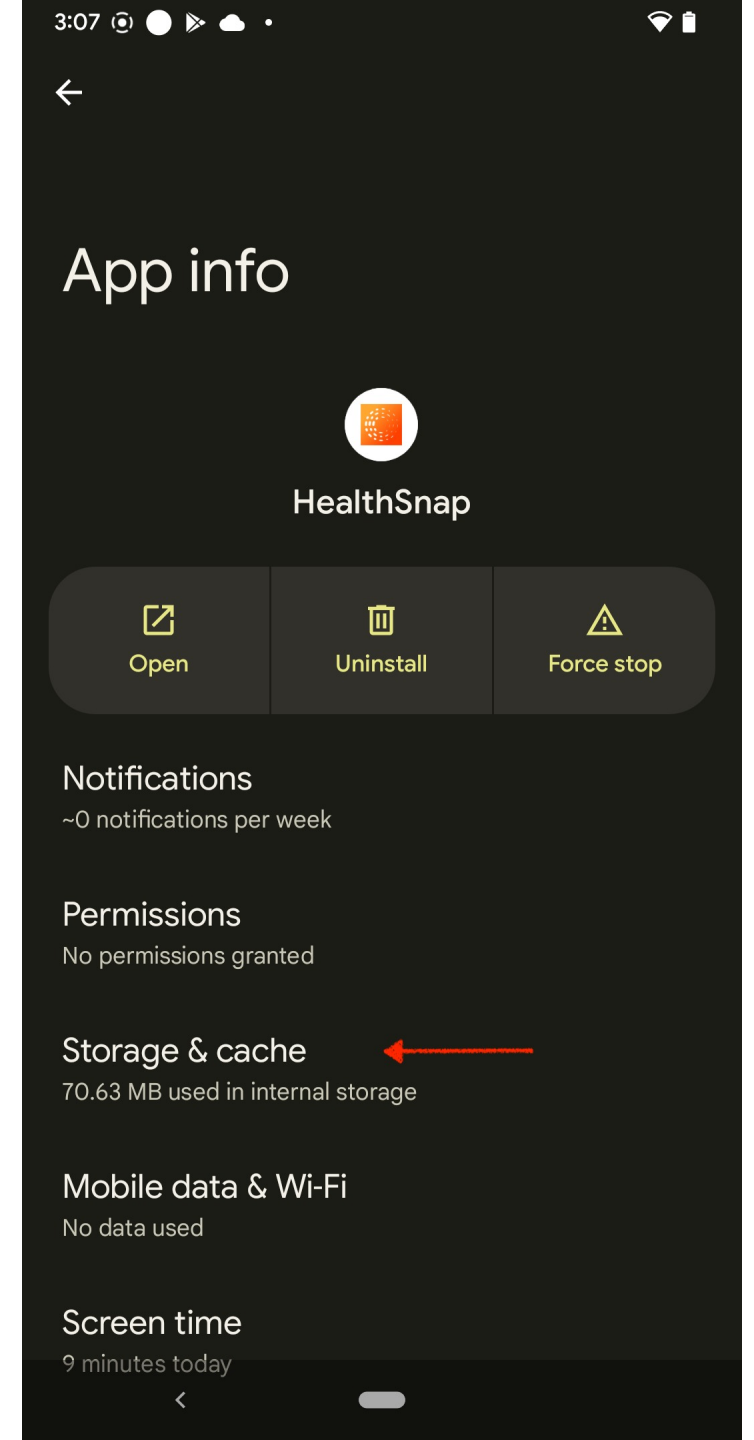 3:07
App info
HealthSnap
Open
Uninstall
Force stop
Notifications
~0 notifications per week
Permissions
No permissions granted
Storage & cache
70.63 MB used in internal storage
Mobile data & Wi-Fi
No data used
Screen time
9 minutes today